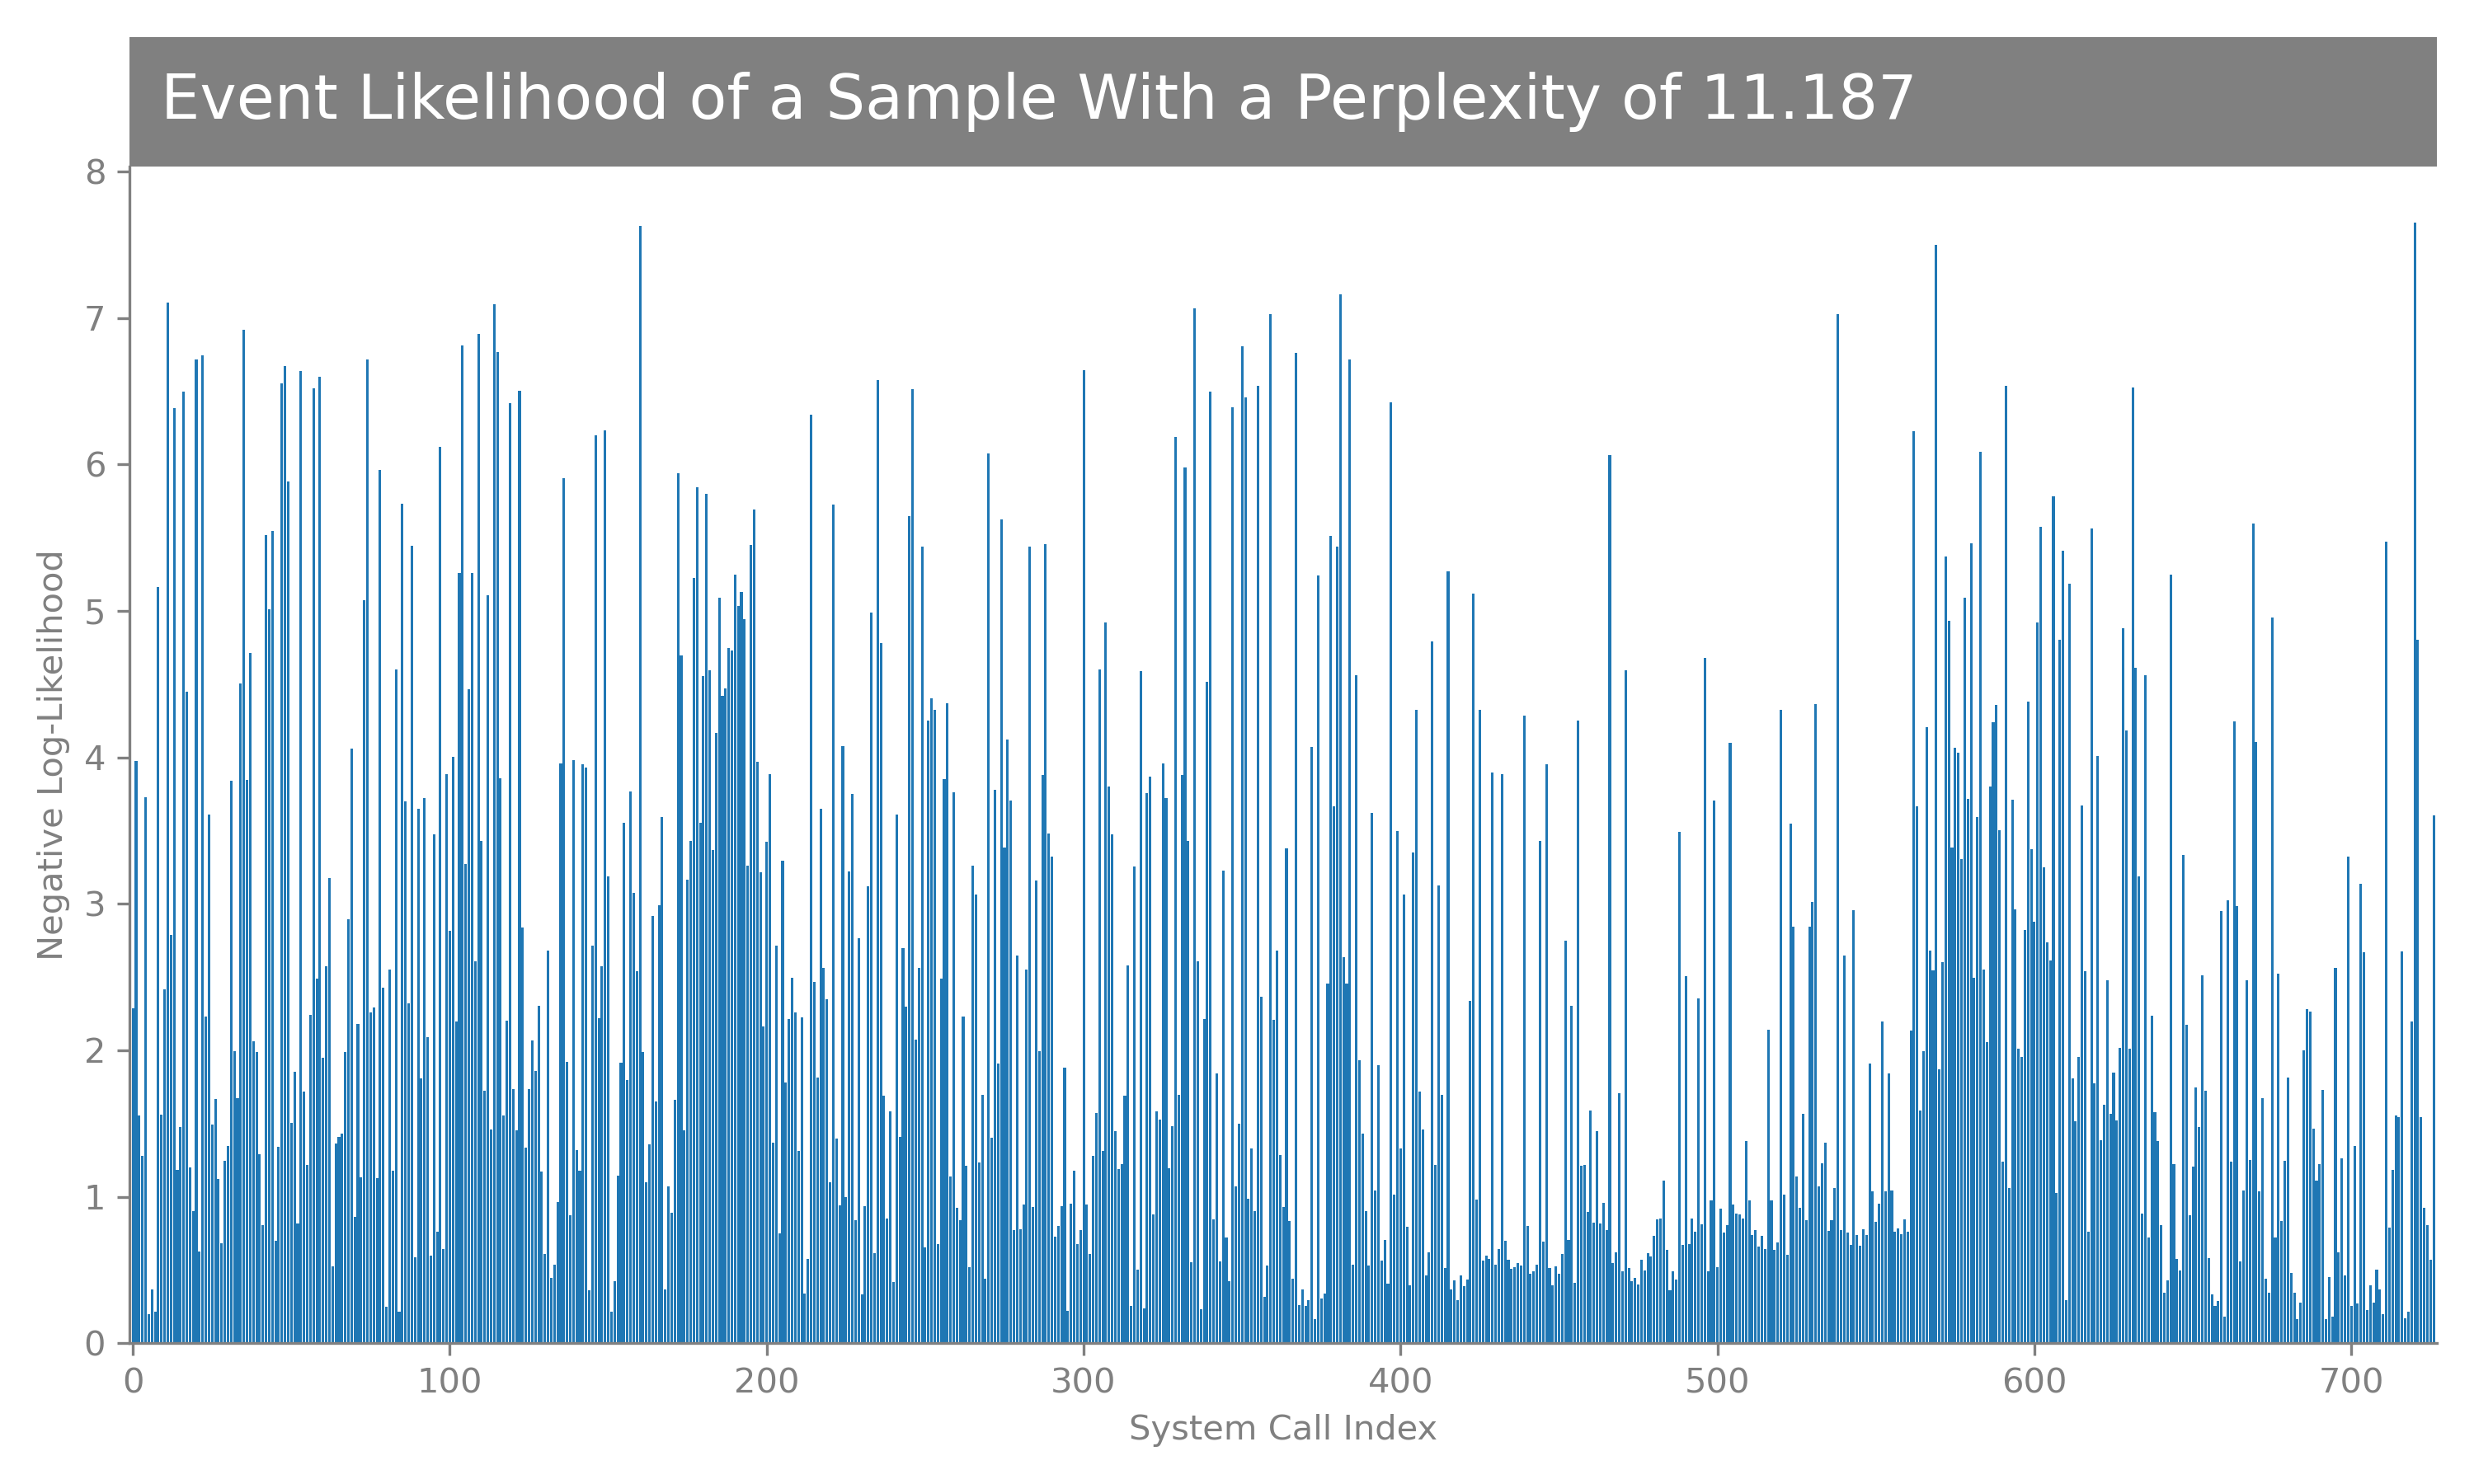 Event Likelihood of a Sample With a Perplexity of 11.187
8
7
6
5
4
3
2
1
0
Negative Log-Likelihood
0 100 200 300 400 500 600 700
System Call Index